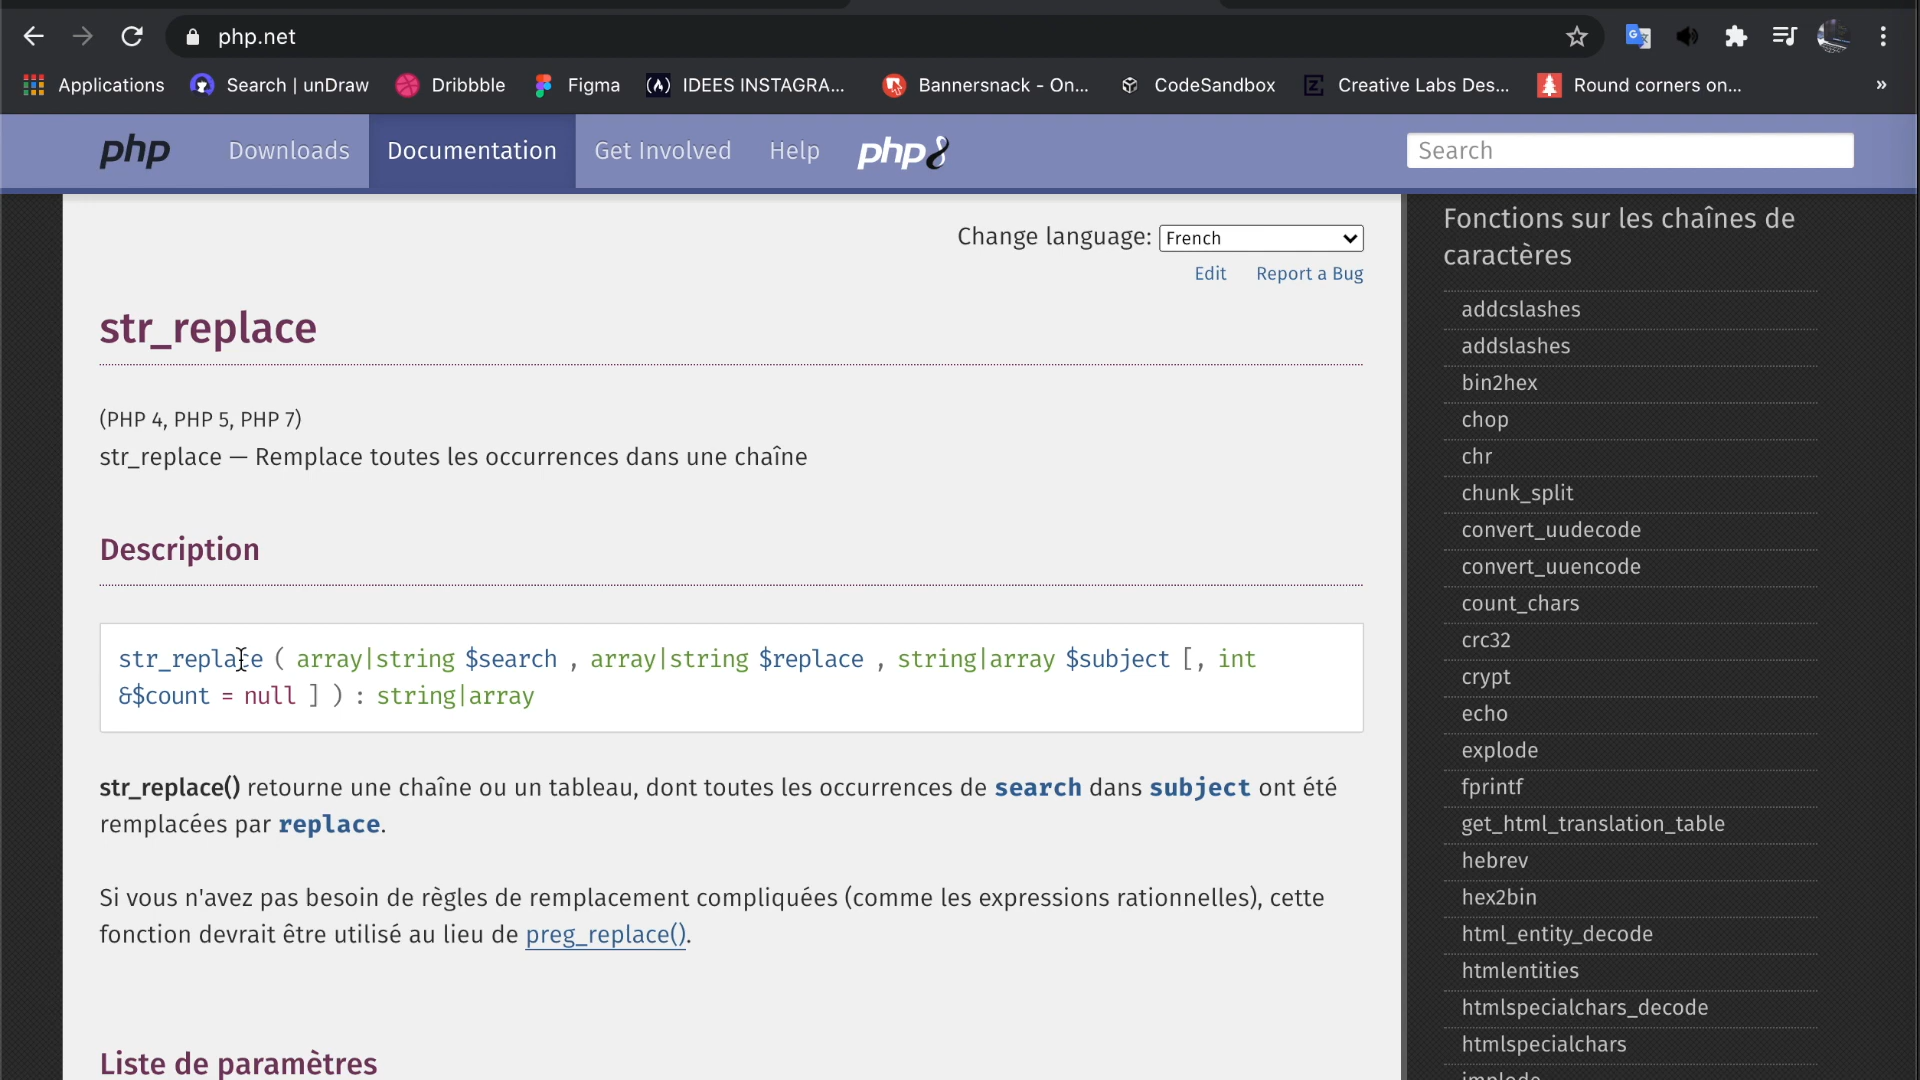 php.net
Applications
Search | unDraw
Dribbble
Figma
IDEES INSTAGRA...
Bannersnack - On...
CodeSandbox
Creative Labs Des...
Round corners on...
»
php
Downloads
Documentation
Get Involved
Help
php8
Search
Change language: French
Edit
Report a Bug
str_replace
(PHP 4, PHP 5, PHP 7)
str_replace — Remplace toutes les occurrences dans une chaîne
Description
str_replace ( array|string $search , array|string $replace , string|array $subject [, int
&$count = null ] ) : string|array
str_replace() retourne une chaîne ou un tableau, dont toutes les occurrences de search dans subject ont été
remplacées par replace.
Si vous n'avez pas besoin de règles de remplacement compliquées (comme les expressions rationnelles), cette
fonction devrait être utilisé au lieu de preg_replace().
Liste de paramètres
Fonctions sur les chaînes de
caractères
addcslashes
addslashes
bin2hex
chop
chr
chunk_split
convert_uudecode
convert_uuencode
count_chars
crc32
crypt
echo
explode
fprintf
get_html_translation_table
hebrev
hex2bin
html_entity_decode
htmlentities
htmlspecialchars_decode
htmlspecialchars
implode